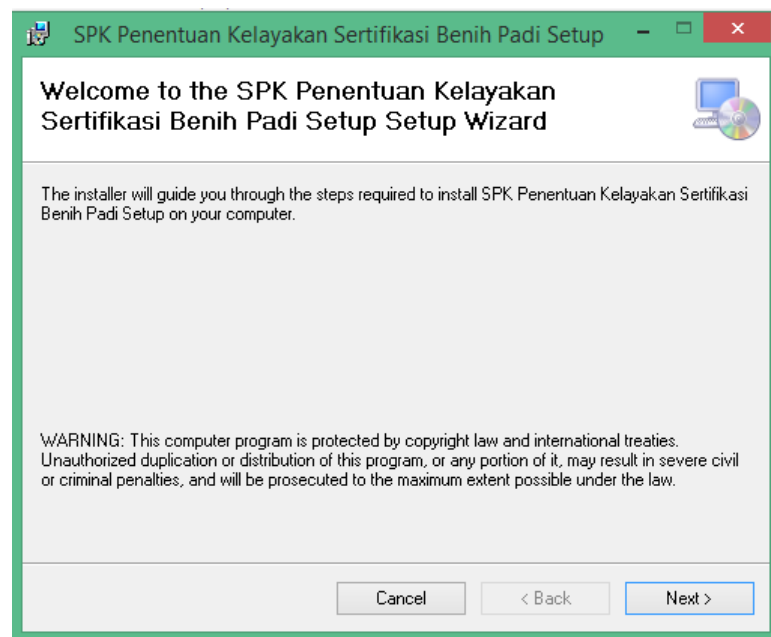 SPK Penentuan Kelayakan Sertifikasi Benih Padi Setup
Welcome to the SPK Penentuan Kelayakan
Sertifikasi Benih Padi Setup Setup Wizard
The installer will guide you through the steps required to install SPK Penentuan Kelayakan Sertifikasi
Benih Padi Setup on your computer.
WARNING: This computer program is protected by copyright law and international treaties.
Unauthorized duplication or distribution of this program, or any portion of it, may result in severe civil
or criminal penalties, and will be prosecuted to the maximum extent possible under the law.
Cancel
< Back
Next >